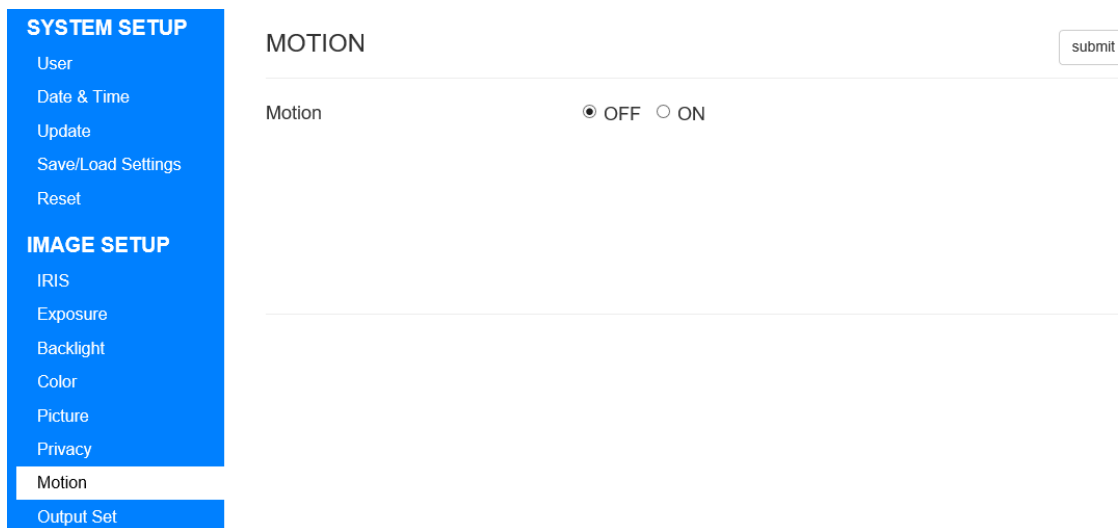 SYSTEM SETUP
User
Date & Time
Update
Save/Load Settings
Reset
IMAGE SETUP
IRIS
Exposure
Backlight
Color
Picture
Privacy
Motion
Output Set
MOTION
submit
Motion
OFF ON